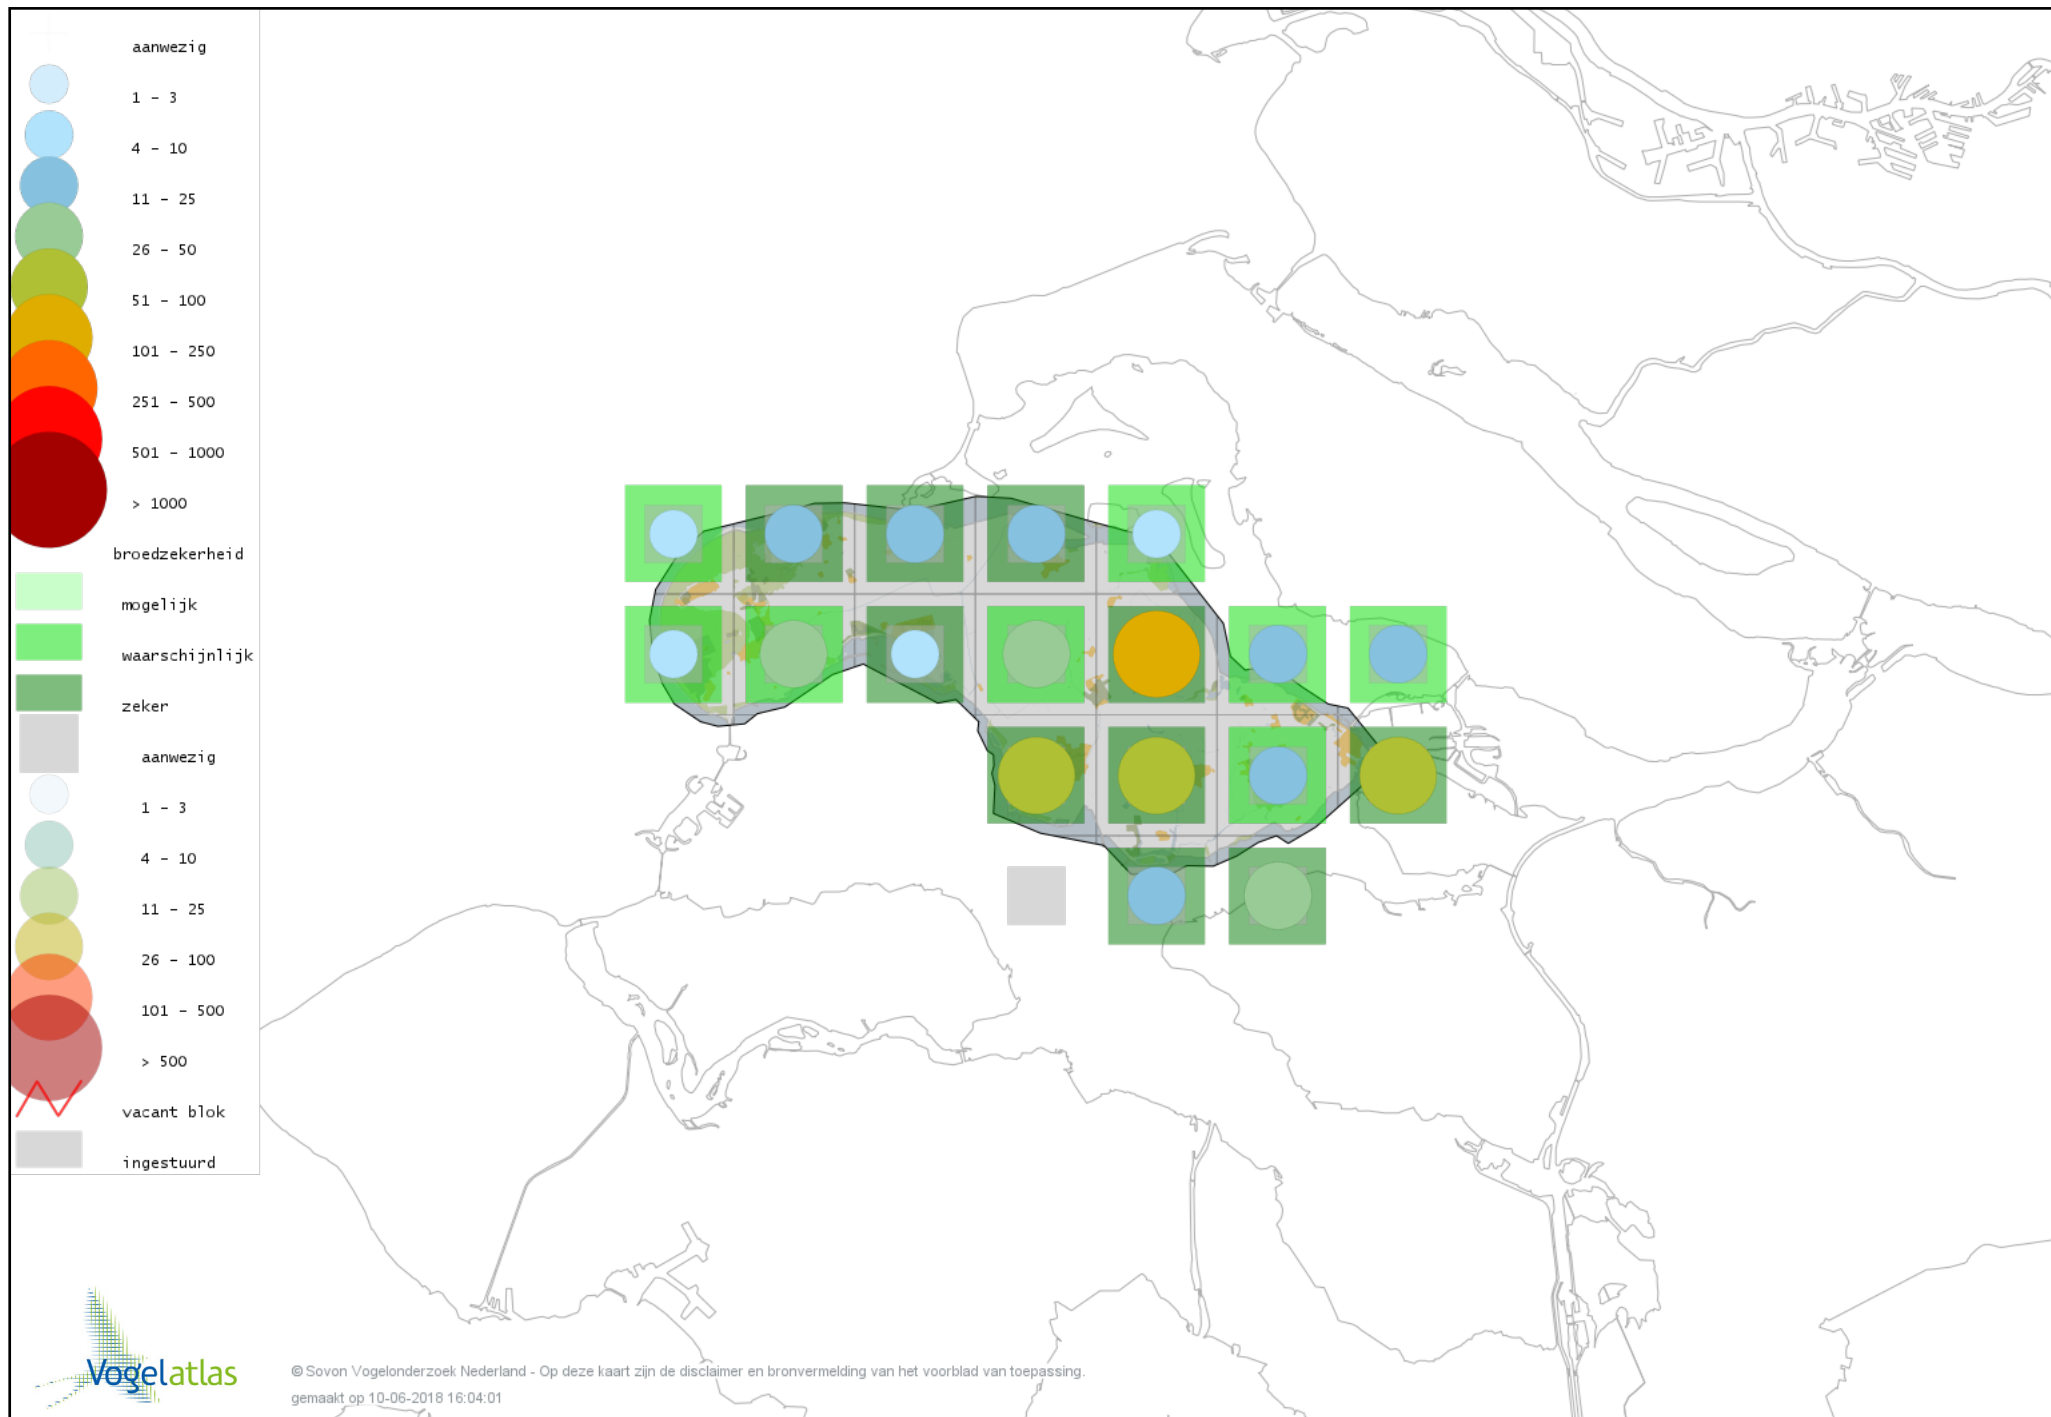 aanwezig
1 - 3
4 - 10
11 - 25
26 - 50
51 - 100
101 - 250
251 - 500
501 - 1000
> 1000
broedzekerheid
mogelijk
waarschijnlijk
zeker
aanwezig
1 - 3
4 - 10
11 - 25
26 - 100
101 - 500
> 500
vacant blok
ingestuurd
Vogelatlas
© Sovon Vogelonderzoek Nederland - Op deze kaart zijn de disclaimer en bronvermelding van het voorblad van toepassing.
gemaakt op 10-06-2018 16:04:01